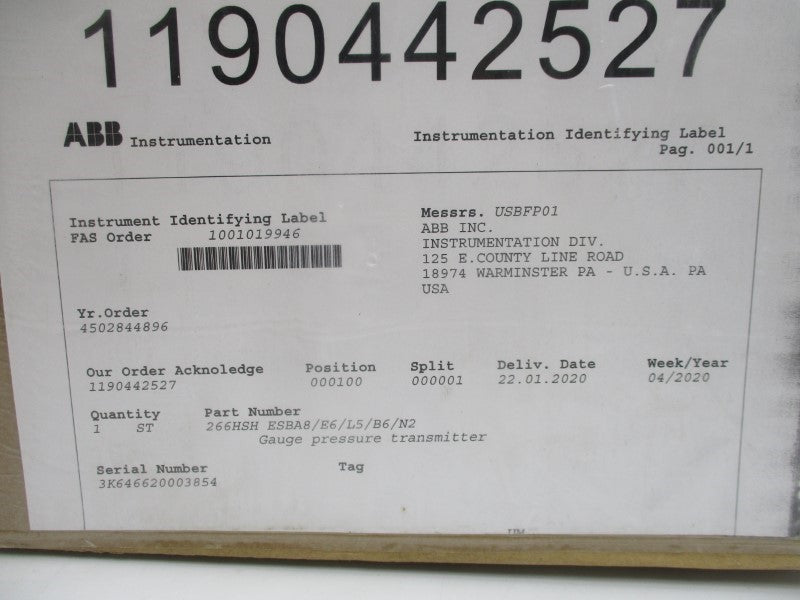 1190442527
ABB Instrumentation
Instrumentation Identifying Label
Pag. 001/1
Instrument Identifying Label
FAS Order 1001019946
Messrs. USBFP01
ABB INC.
INSTRUMENTATION DIV.
125 E.COUNTY LINE ROAD
18974 WARMINSTER PA - U.S.A. PA
USA
Yr.Order
4502844896
Our Order Acknoledge Position Split Deliv. Date Week/Year
1190442527 000100 000001 22.01.2020 04/2020
Quantity Part Number
1 ST 266HSH ESBA8/E6/L5/B6/N2
Gauge pressure transmitter
Serial Number Tag
3K646620003854